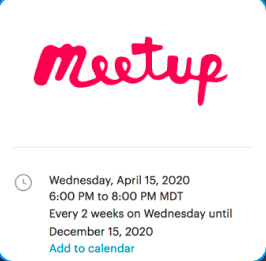 Meetup
Wednesday, April 15, 2020
6:00 PM to 8:00 PM MDT
Every 2 weeks on Wednesday until
December 15, 2020
Add to calendar